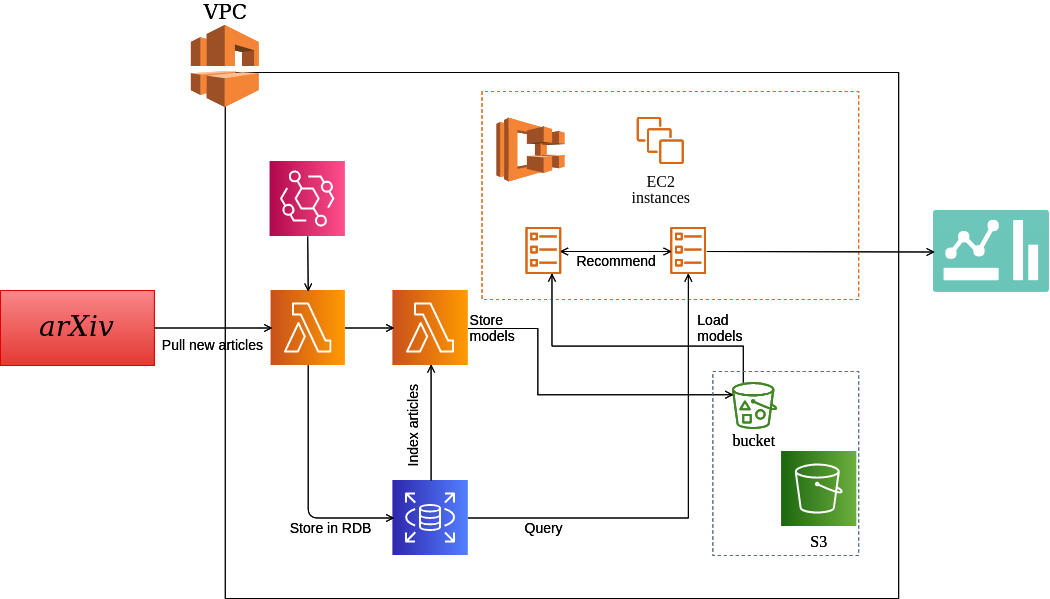 VPC
EC2
instances
Recommend
arXiv
Pull new articles
Store
models
Load
models
Index articles
bucket
Store in RDB
Query
S3